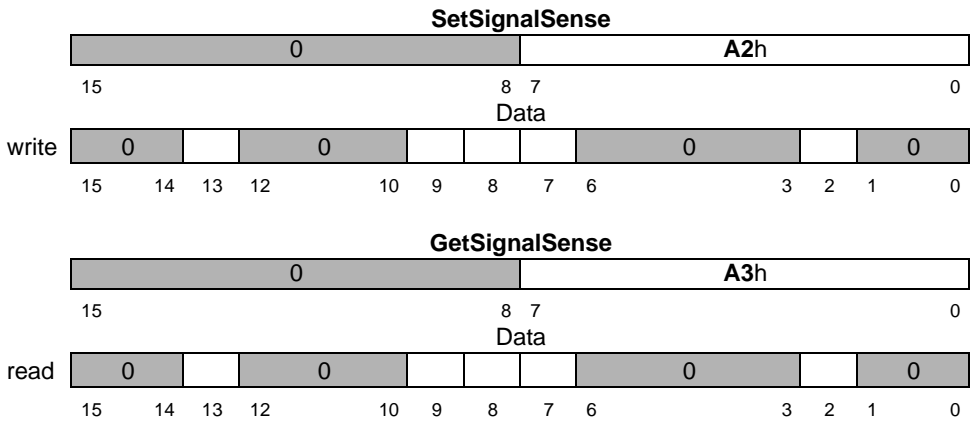 SetSignalSense
0 A2h
15 8 7 0
Data
write 0 0 0 0
15 14 13 12 10 9 8 7 6 3 2 1 0
GetSignalSense
0 A3h
15 8 7 0
Data
read 0 0 0 0
15 14 13 12 10 9 8 7 6 3 2 1 0